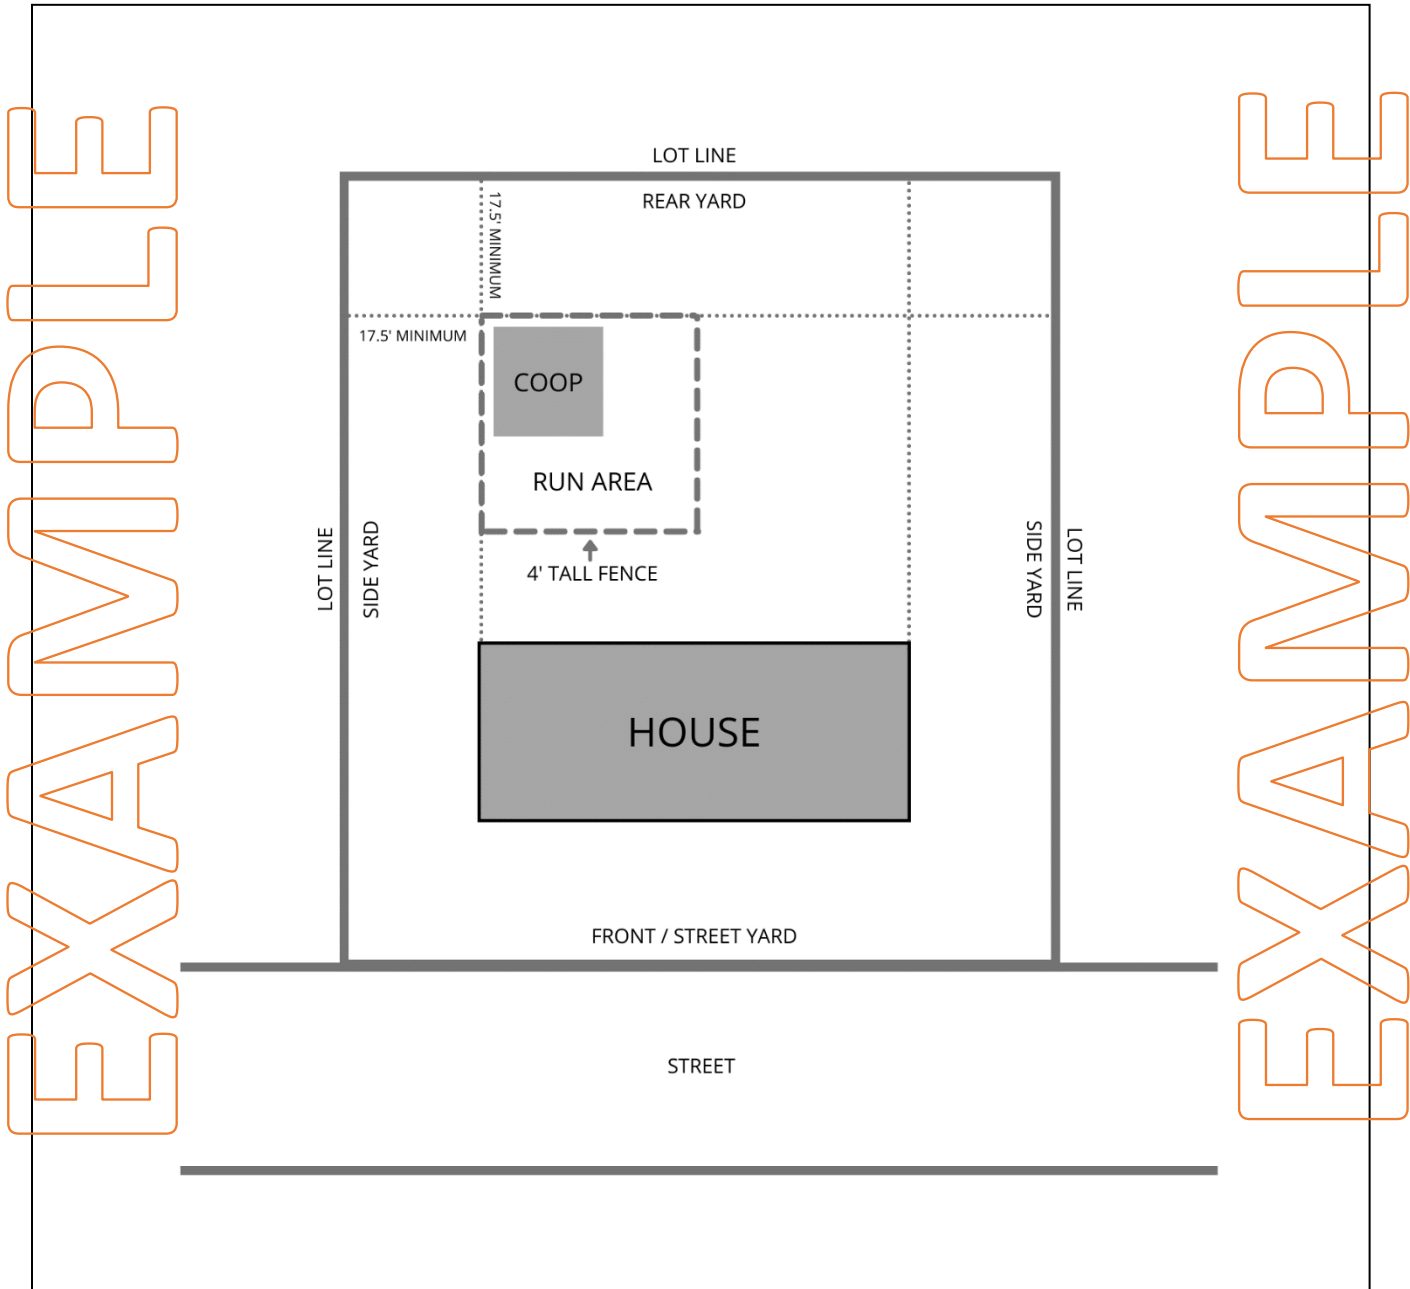 EXAMPLE
EXAMPLE
LOT LINE
REAR YARD
17.5' MINIMUM
17.5' MINIMUM
COOP
RUN AREA
4' TALL FENCE
LOT LINE
SIDE YARD
SIDE YARD
LOT LINE
HOUSE
FRONT / STREET YARD
STREET